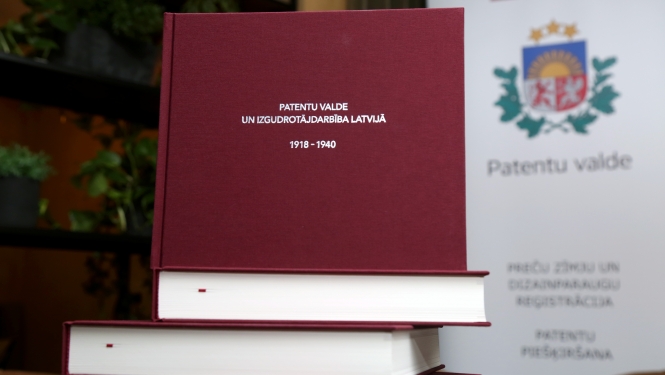 PATENTU VALDE
UN IZGUDROTĀJDARBĪBA LATVIJĀ
1918 – 1940
Patentu valde
PREČU ZĪMJU UN
DIZAINPARAUGU
REĢISTRĀCIJA
PATENTU
PIEŠĶIRŠANA